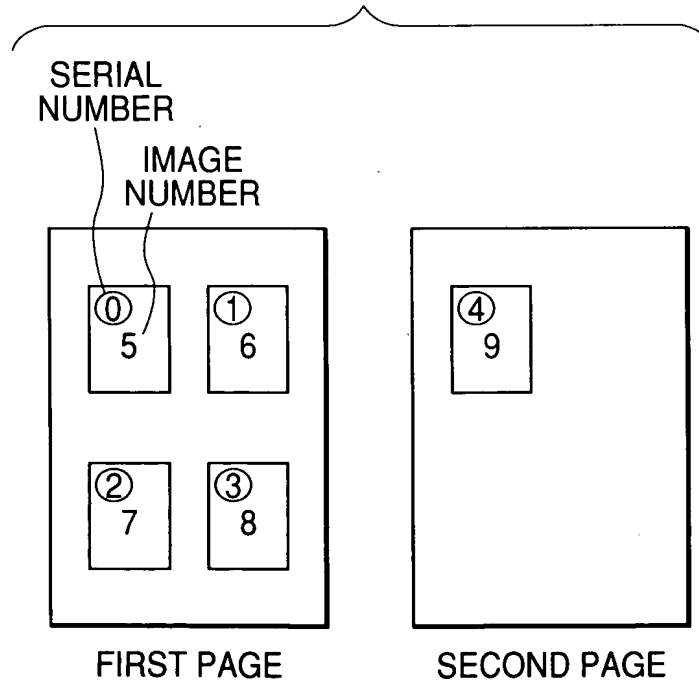 SERIAL
NUMBER
IMAGE
NUMBER
0 1 4
5 6 9
2 3
7 8
FIRST PAGE SECOND PAGE